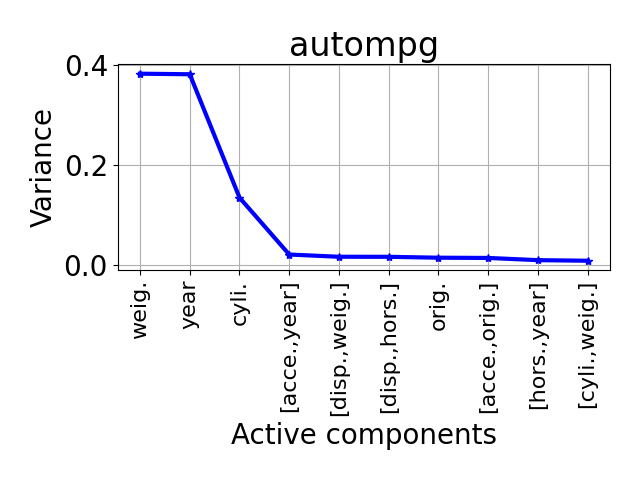 autompg
0.4
0.2
0.0
Variance
weig.
year
cyli.
[acce.,year]
[disp.,weig.]
[disp.,hors.]
orig.
[acce.,orig.]
[hors.,year]
[cyli.,weig.]
Active components